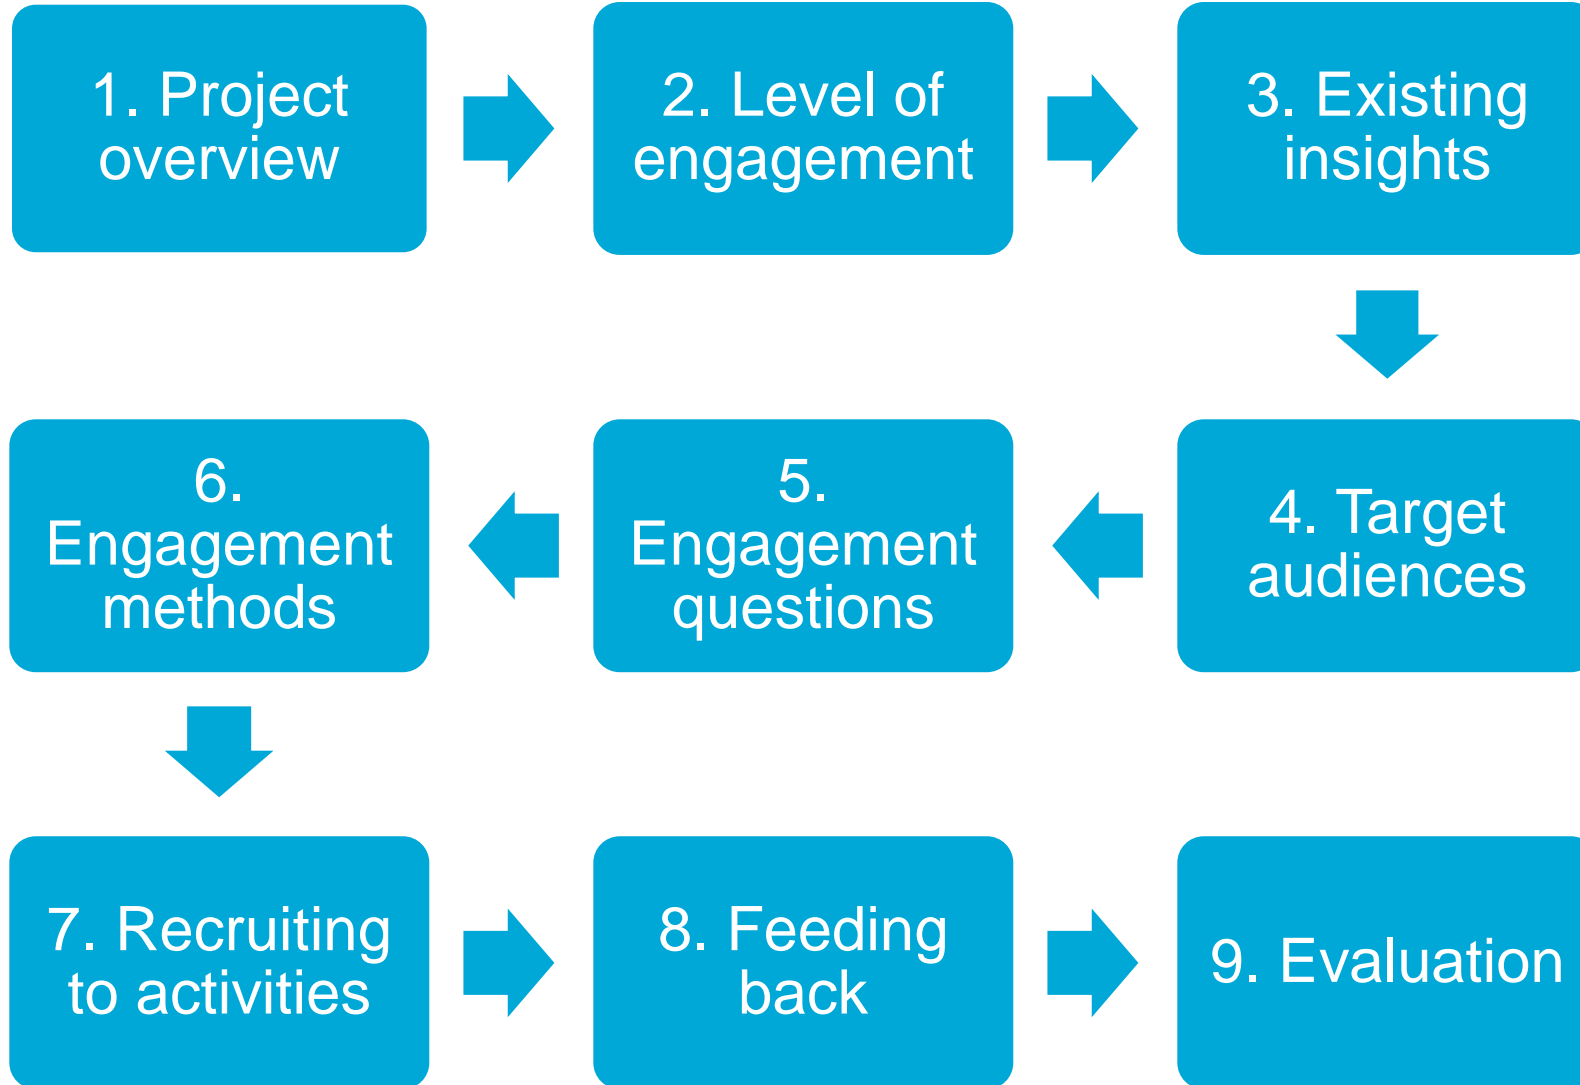 1. Project
overview
2. Level of
engagement
3. Existing
insights
4. Target
audiences
5.
Engagement
questions
6.
Engagement
methods
7. Recruiting
to activities
8. Feeding
back
9. Evaluation